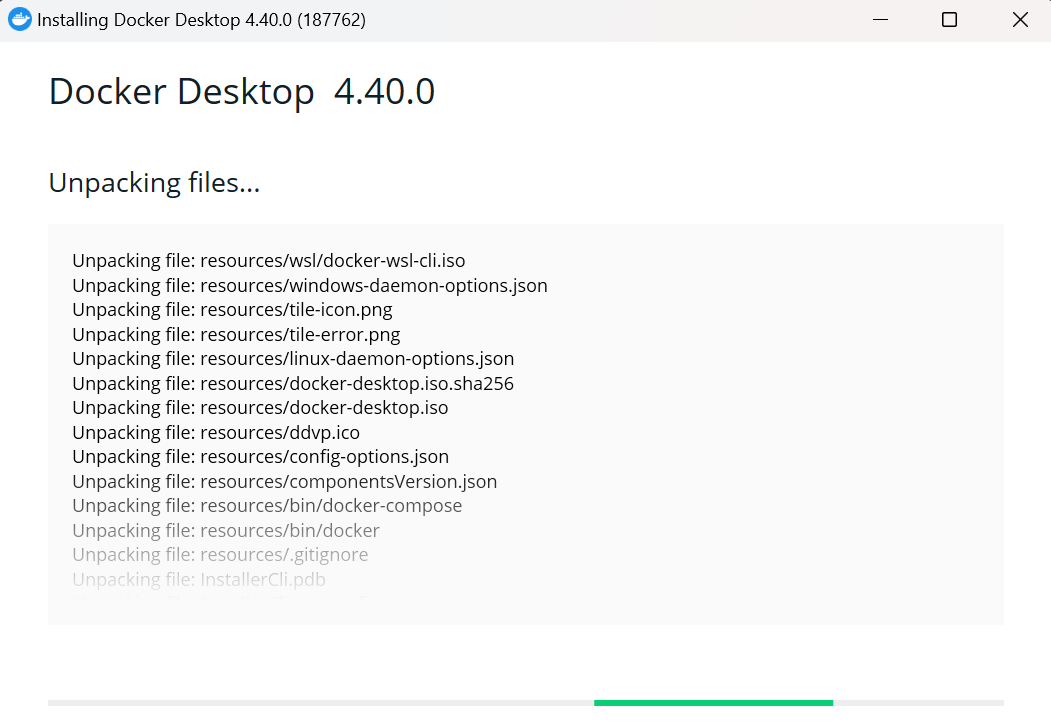 Installing Docker Desktop 4.40.0 (187762)
Docker Desktop 4.40.0
Unpacking files...
Unpacking file: resources/wsl/docker-wsl-cli.iso
Unpacking file: resources/windows-daemon-options.json
Unpacking file: resources/tile-icon.png
Unpacking file: resources/tile-error.png
Unpacking file: resources/linux-daemon-options.json
Unpacking file: resources/docker-desktop.iso.sha256
Unpacking file: resources/docker-desktop.iso
Unpacking file: resources/ddvp.ico
Unpacking file: resources/config-options.json
Unpacking file: resources/componentsVersion.json
Unpacking file: resources/bin/docker-compose
Unpacking file: resources/bin/docker
Unpacking file: resources/.gitignore
Unpacking file: InstallerCli.pdb